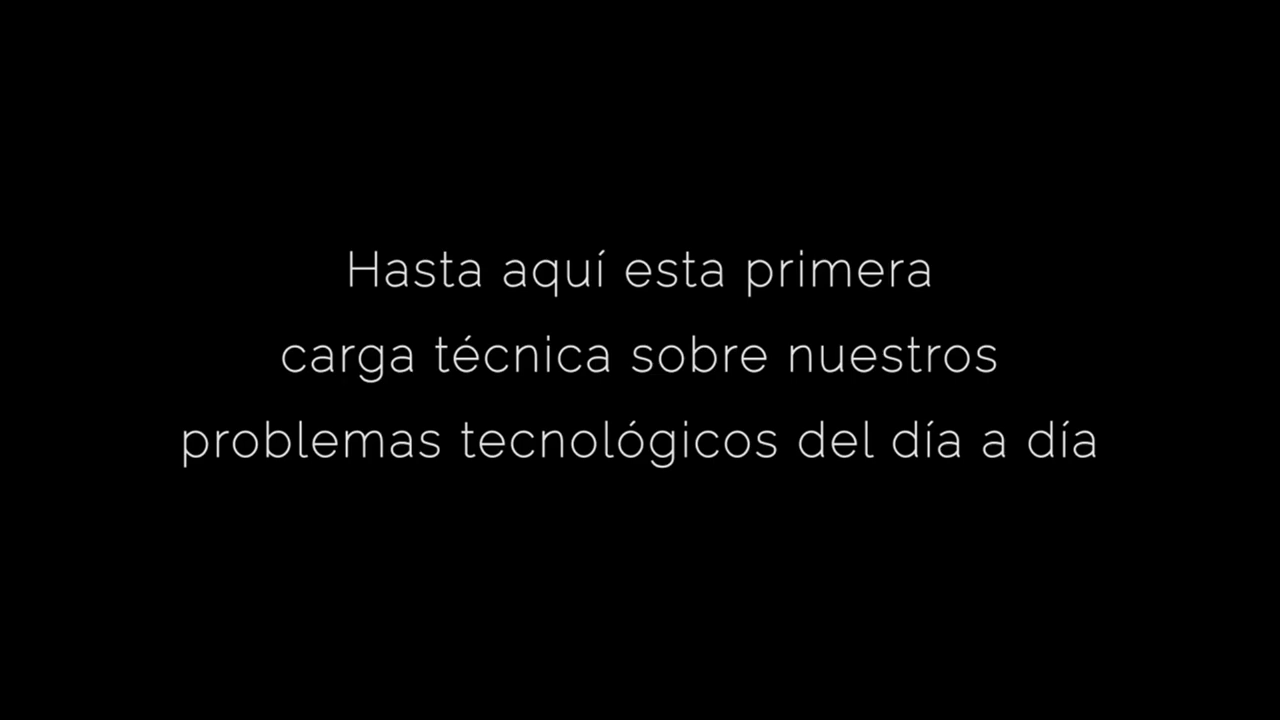 Hasta aquí esta primera
carga técnica sobre nuestros
problemas tecnológicos del día a día